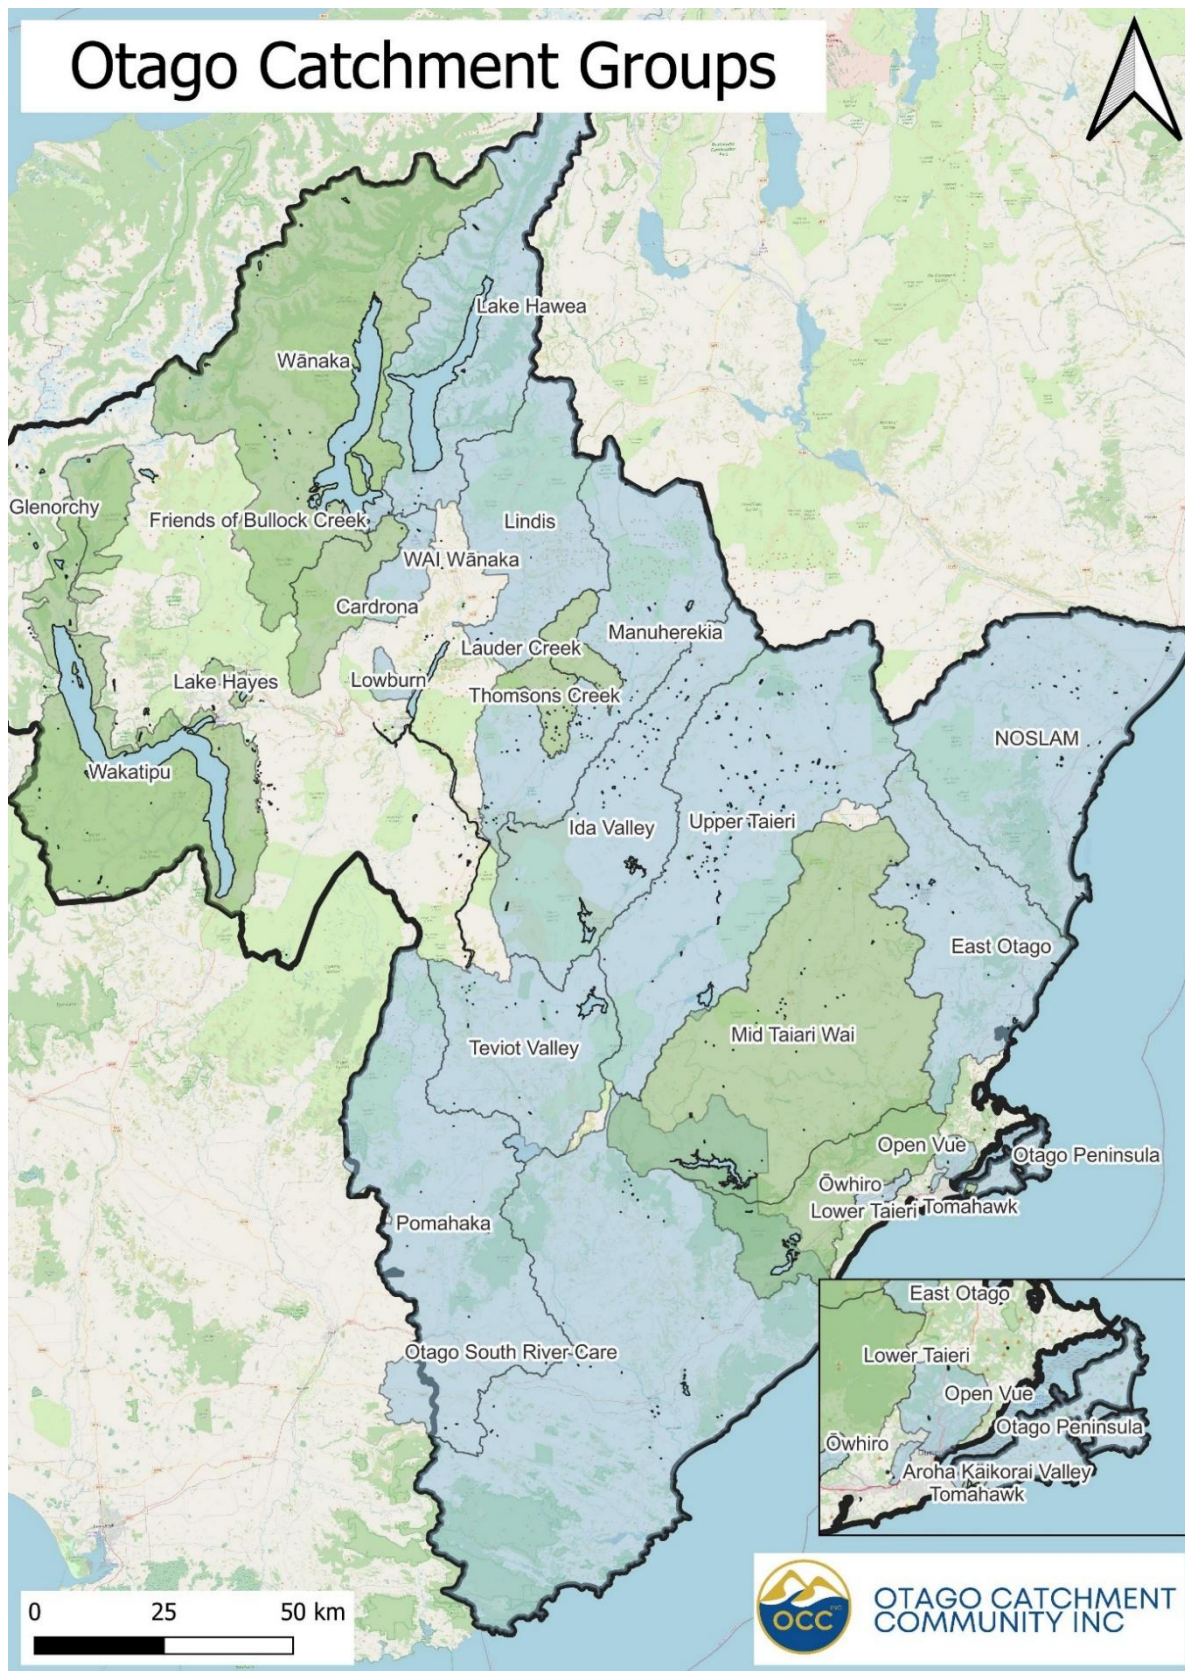 Otago Catchment Groups
Lake Hawea
Wānaka
Glenorchy
Friends of Bullock Creek
Lindis
WAI Wānaka
Cardrona
Manuherekia
Lauder Creek
Lake Hayes
Lowburn
Thomsons Creek
NOSLAM
Wakatipu
Ida Valley
Upper Taieri
East Otago
Mid Taiari Wai
Teviot Valley
Open Vue
Otago Peninsula
Ōwhiro
Lower Taieri
Tomahawk
Pomahaka
Otago South River Care
East Otago
Lower Taieri
Open Vue
Otago Peninsula
Ōwhiro
Aroha Kāikorai Valley
Tomahawk
0 25 50 km
OCC
INC
OTAGO CATCHMENT
COMMUNITY INC